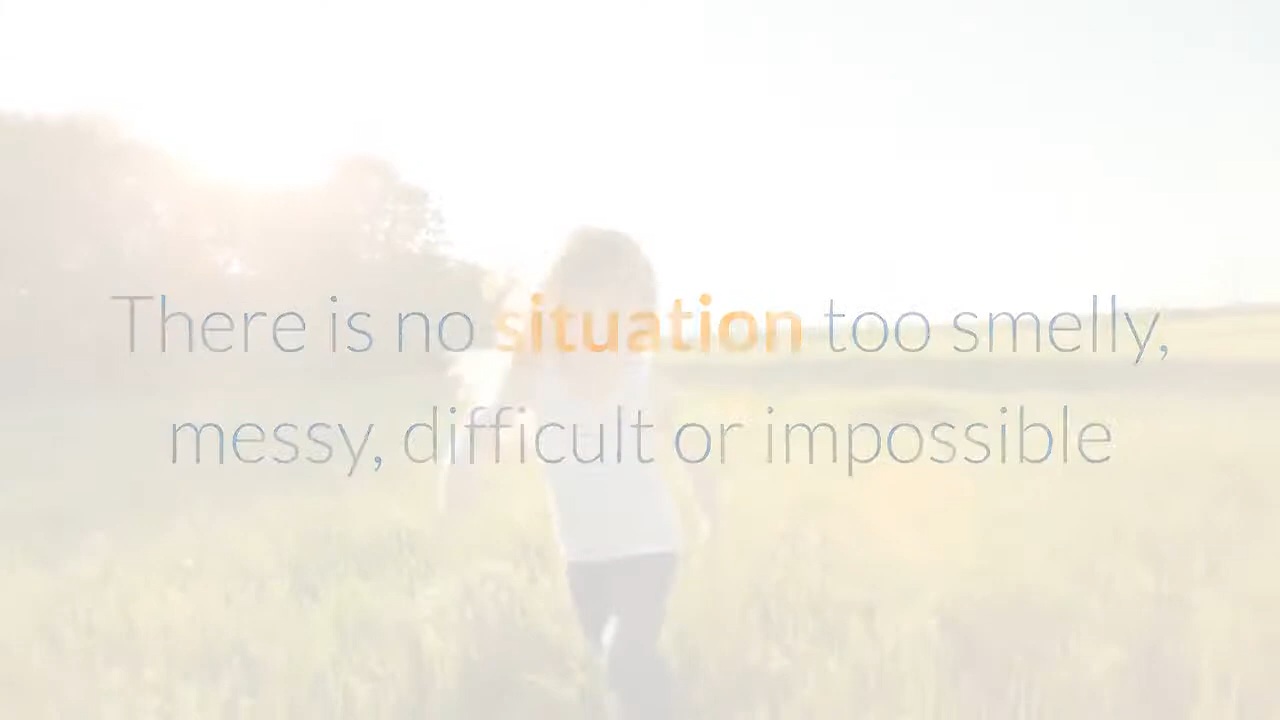 There is no situation too smelly,
messy, difficult or impossible